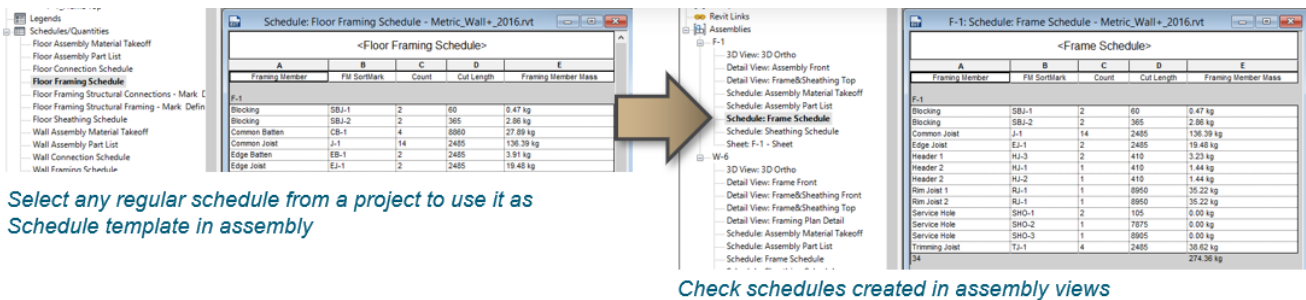 Legends
Schedules/Quantities
Floor Assembly Material Takeoff
Floor Assembly Part List
Floor Connection Schedule
Floor Framing Schedule
Floor Framing Structural Connections - Mark
Floor Framing Structural Framing - Mark Defin
Floor Sheathing Schedule
Wall Assembly Material Takeoff
Wall Assembly Part List
Wall Connection Schedule
Wall Framing Schedule
Schedule: Floor Framing Schedule - Metric_Wall+_2016.rvt
<Floor Framing Schedule>
A B C D E
Framing Member FM SortMark Count Cut Length Framing Member Mass
F-1
Blocking SBJ-1 2 60 0.47 kg
Blocking SBJ-2 2 365 2.86 kg
Common Batten CB-1 4 8860 27.89 kg
Common Joist J-1 14 2485 136.39 kg
Edge Batten EB-1 2 2485 3.91 kg
Edge Joist EJ-1 2 2485 19.48 kg
Select any regular schedule from a project to use it as
Schedule template in assembly
Revit Links
Assemblies
F-1
3D View: 3D Ortho
Detail View: Assembly Front
Detail View: Frame&Sheathing Top
Schedule: Assembly Material Takeoff
Schedule: Assembly Part List
Schedule: Frame Schedule
Schedule: Sheathing Schedule
Sheet: F-1 - Sheet
W-6
3D View: 3D Ortho
Detail View: Frame Front
Detail View: Frame&Sheathing Front
Detail View: Frame&Sheathing Top
Detail View: Framing Plan Detail
Schedule: Assembly Material Takeoff
Schedule: Assembly Part List
Schedule: Frame Schedule
F-1: Schedule: Frame Schedule - Metric_Wall+_2016.rvt
<Frame Schedule>
A B C D E
Framing Member FM SortMark Count Cut Length Framing Member Mass
F-1
Blocking SBJ-1 2 60 0.47 kg
Blocking SBJ-2 2 365 2.86 kg
Common Joist J-1 14 2485 136.39 kg
Edge Joist EJ-1 2 2485 19.48 kg
Header 1 HJ-3 2 410 3.23 kg
Header 2 HJ-1 1 410 1.44 kg
Header 2 HJ-2 1 410 1.44 kg
Rim Joist 1 RJ-1 1 8950 35.22 kg
Rim Joist 2 RJ-1 1 8950 35.22 kg
Service Hole SHO-1 2 105 0.00 kg
Service Hole SHO-2 1 7875 0.00 kg
Service Hole SHO-3 1 8905 0.00 kg
Trimming Joist TJ-1 4 2485 38.62 kg
34 274.36 kg
Check schedules created in assembly views